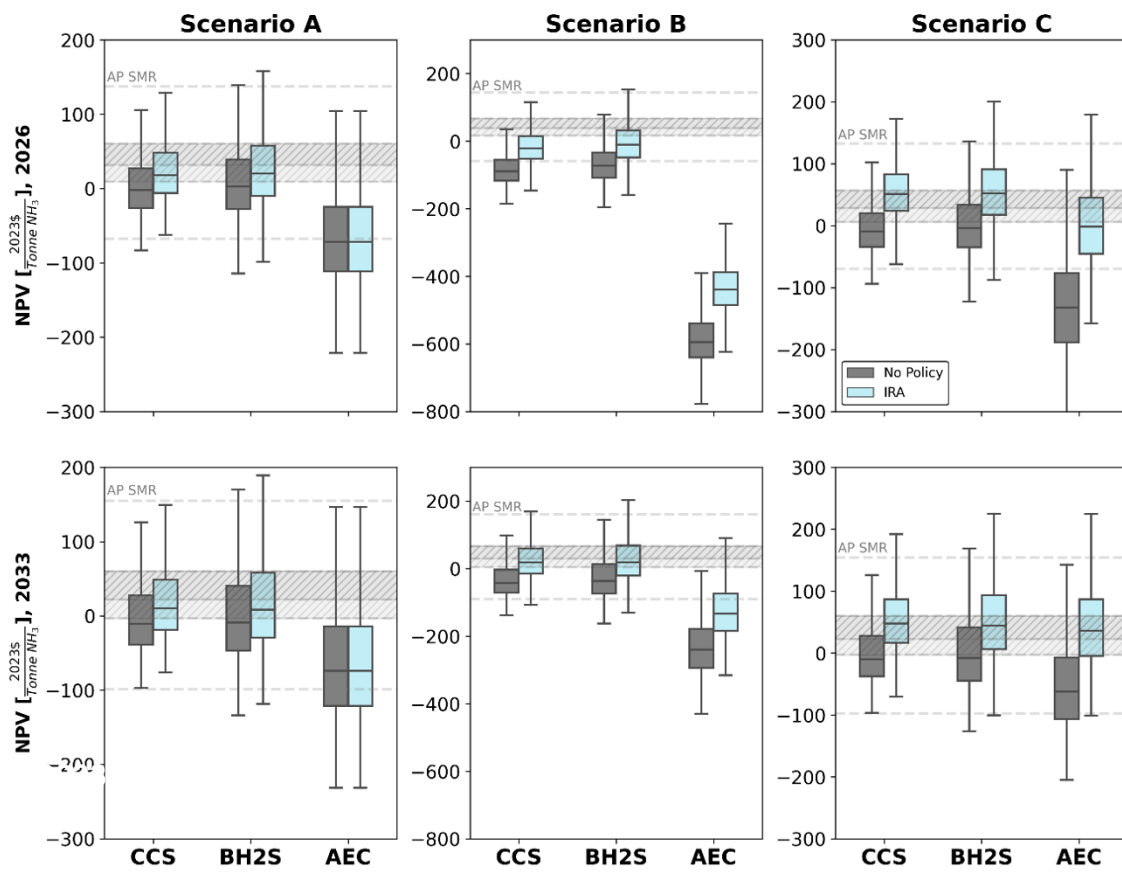 Scenario A
Scenario B
Scenario C
NPV [2023$/Tonne NH₃], 2026
200
100
0
−100
−200
−300
AP SMR
200
0
−200
−400
−600
−800
AP SMR
300
200
100
0
−100
−200
−300
AP SMR
No Policy
IRA
NPV [2023$/Tonne NH₃], 2033
200
100
0
−100
−200
−300
AP SMR
CCS BH2S AEC
200
0
−200
−400
−600
−800
AP SMR
CCS BH2S AEC
300
200
100
0
−100
−200
−300
AP SMR
CCS BH2S AEC